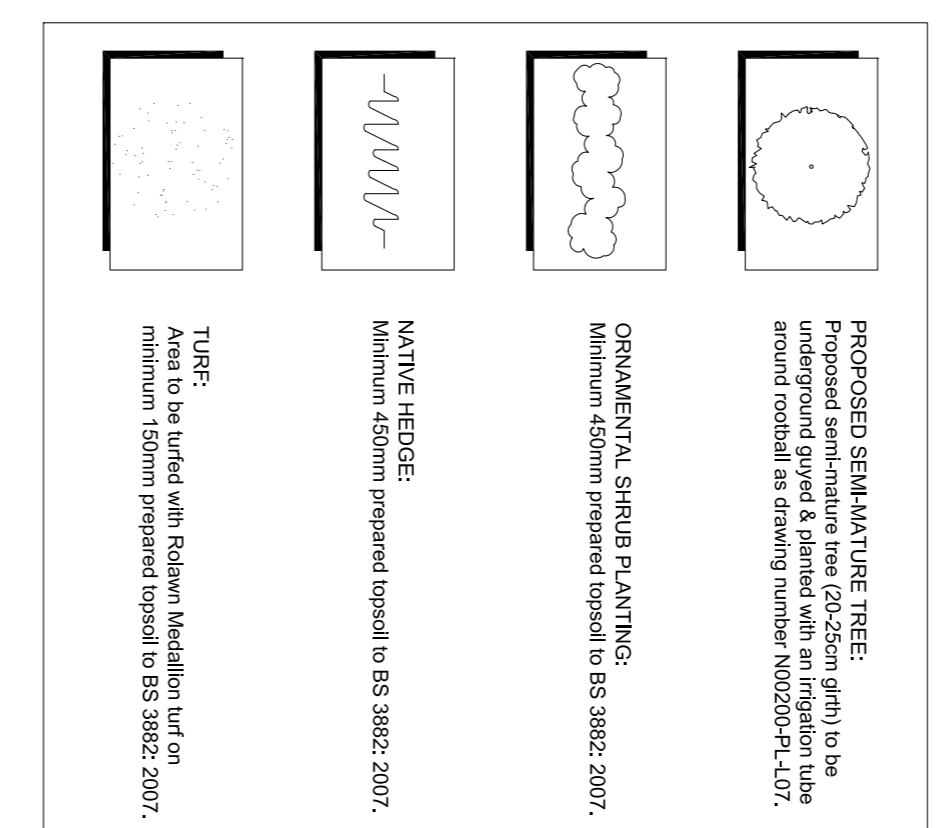 PROPOSED SEMI-MATURE TREE:
Proposed semi-mature tree (20-25cm girth) to be
underground guyed & planted with an irrigation tube
around rootball as drawing number N00200-PL-L07.
ORNAMENTAL SHRUB PLANTING:
Minimum 450mm prepared topsoil to BS 3882: 2007.
NATIVE HEDGE:
Minimum 450mm prepared topsoil to BS 3882: 2007.
TURF:
Area to be turfed with Rolawn Medallion turf on
minimum 150mm prepared topsoil to BS 3882: 2007.